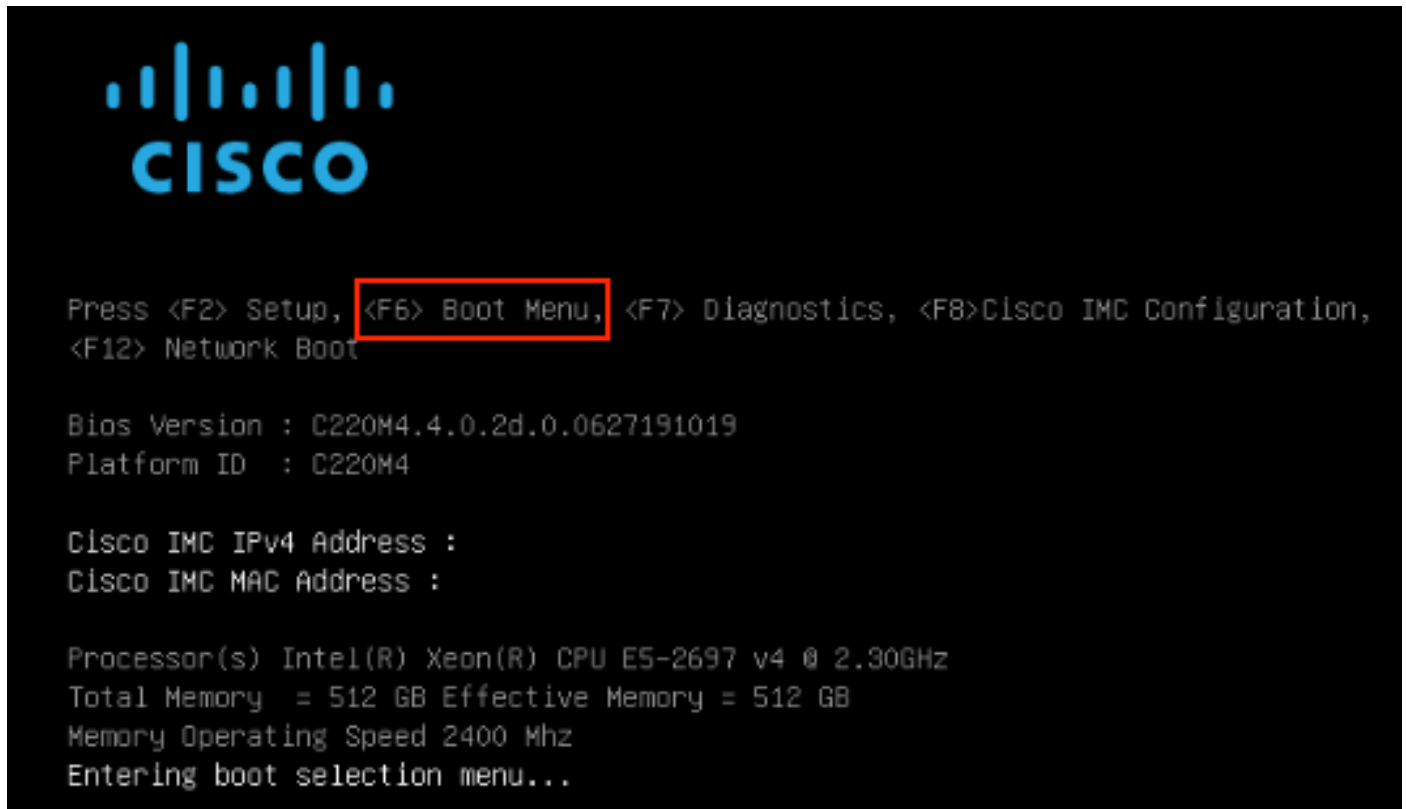 CISCO
Press <F2> Setup, <F6> Boot Menu, <F7> Diagnostics, <F8>Cisco IMC Configuration,
<F12> Network Boot
Bios Version : C220M4.4.0.2d.0.0627191019
Platform ID  : C220M4
Cisco IMC IPv4 Address :
Cisco IMC MAC Address :
Processor(s) Intel(R) Xeon(R) CPU E5-2697 v4 @ 2.30GHz
Total Memory  = 512 GB Effective Memory = 512 GB
Memory Operating Speed 2400 Mhz
Entering boot selection menu...